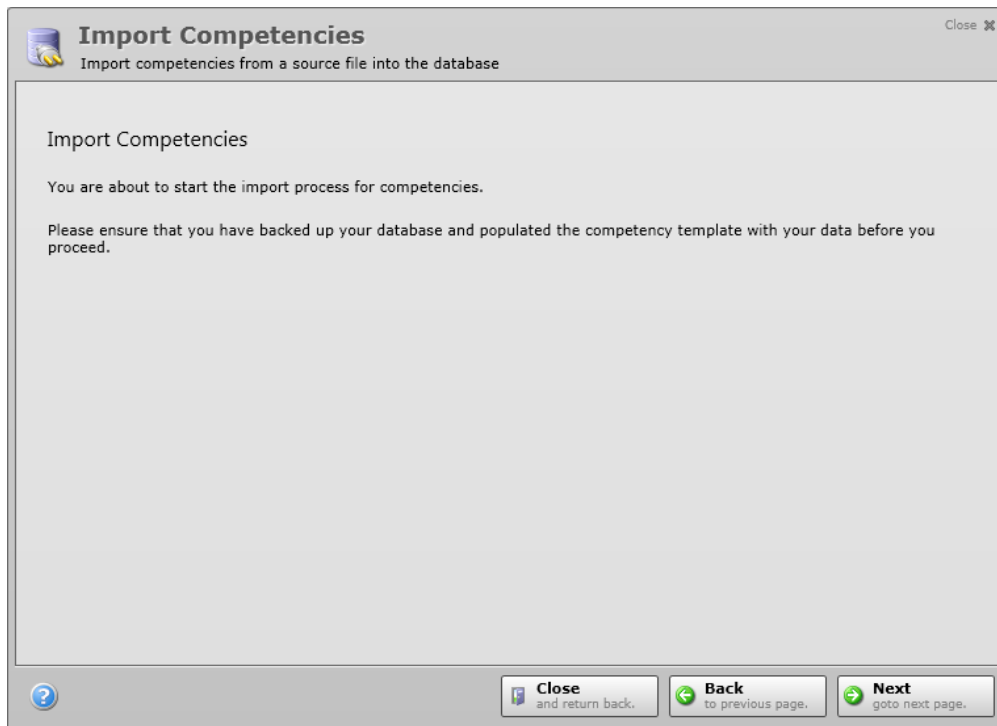 Import Competencies
Close
Import competencies from a source file into the database
Import Competencies
You are about to start the import process for competencies.
Please ensure that you have backed up your database and populated the competency template with your data before you
proceed.
?
Close
and return back.
Back
to previous page.
Next
goto next page.